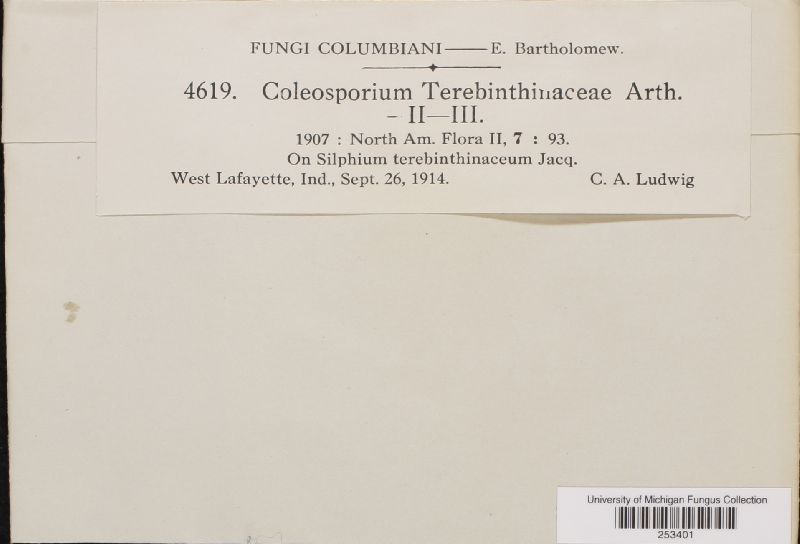 FUNGI COLUMBIANI — E. Bartholomew.
4619. Coleosporium Terebinthinaceae Arth.
- II—III.
1907 : North Am. Flora II, 7 : 93.
On Silphium terebinthinaceum Jacq.
West Lafayette, Ind., Sept. 26, 1914. C. A. Ludwig
University of Michigan Fungus Collection
253401